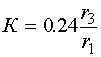 K = 0.24 r₃/r₁